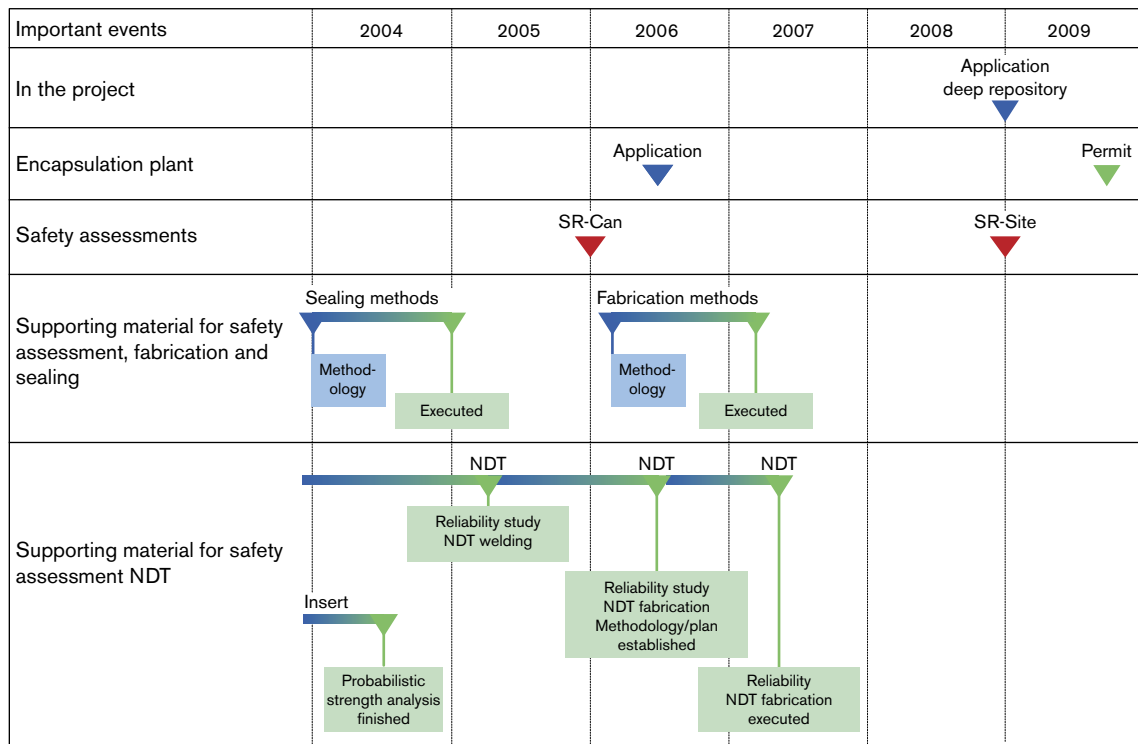 Important events
2004
2005
2006
2007
2008
2009
In the project
Application
deep repository
Encapsulation plant
Application
Permit
Safety assessments
SR-Can
SR-Site
Supporting material for safety
assessment, fabrication and
sealing
Sealing methods
Method-
ology
Executed
Fabrication methods
Method-
ology
Executed
Supporting material for safety
assessment NDT
NDT
NDT
NDT
Reliability study
NDT welding
Reliability study
NDT fabrication
Methodology/plan
established
Reliability
NDT fabrication
executed
Insert
Probabilistic
strength analysis
finished